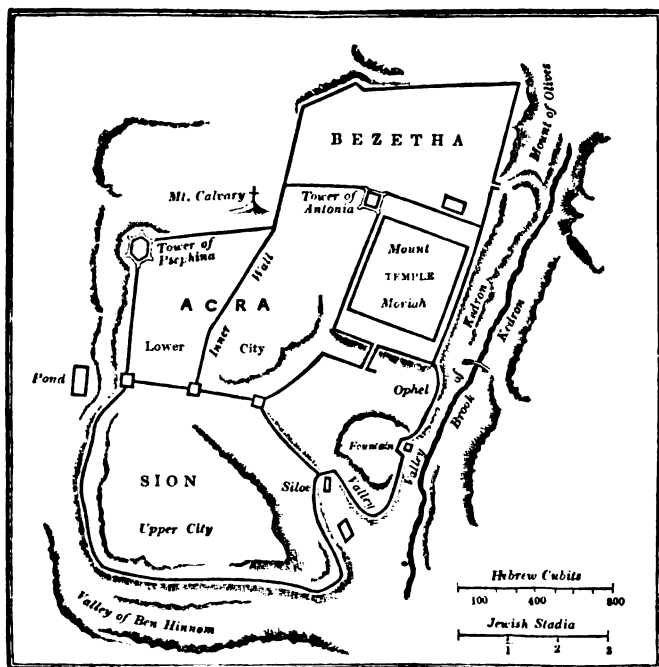 BEZETHA
Mount of Olives
Mt. Calvary
Tower of
Antonia
Tower of
Psephina
Mount
TEMPLE
Moriah
Inner Wall
ACRA
Lower City
Valley of Kedron
Brook Kedron
Pond
Ophel
Fountain
Valley
Siloe
SION
Upper City
Valley of Ben Hinnom
Hebrew Cubits
100 400 800
Jewish Stadia
1 2 3